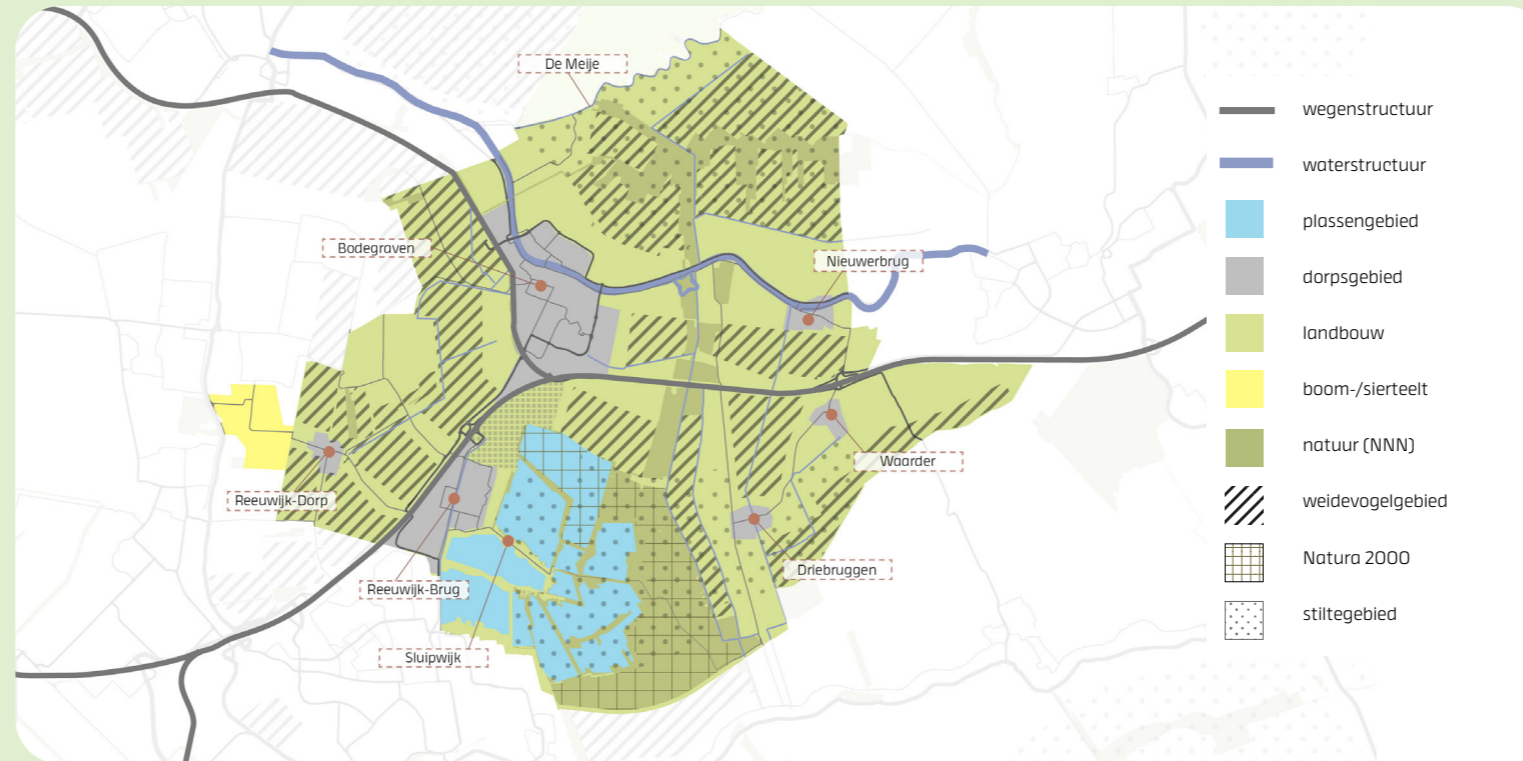 De Meije
Bodegraven
Nieuwerbrug
Reeuwijk-Dorp
Waarder
Driebruggen
Reeuwijk-Brug
Sluipwijk
wegenstructuur
waterstructuur
plassengebied
dorpsgebied
landbouw
boom-/sierteelt
natuur (NNN)
weidevogelgebied
Natura 2000
stiltegebied